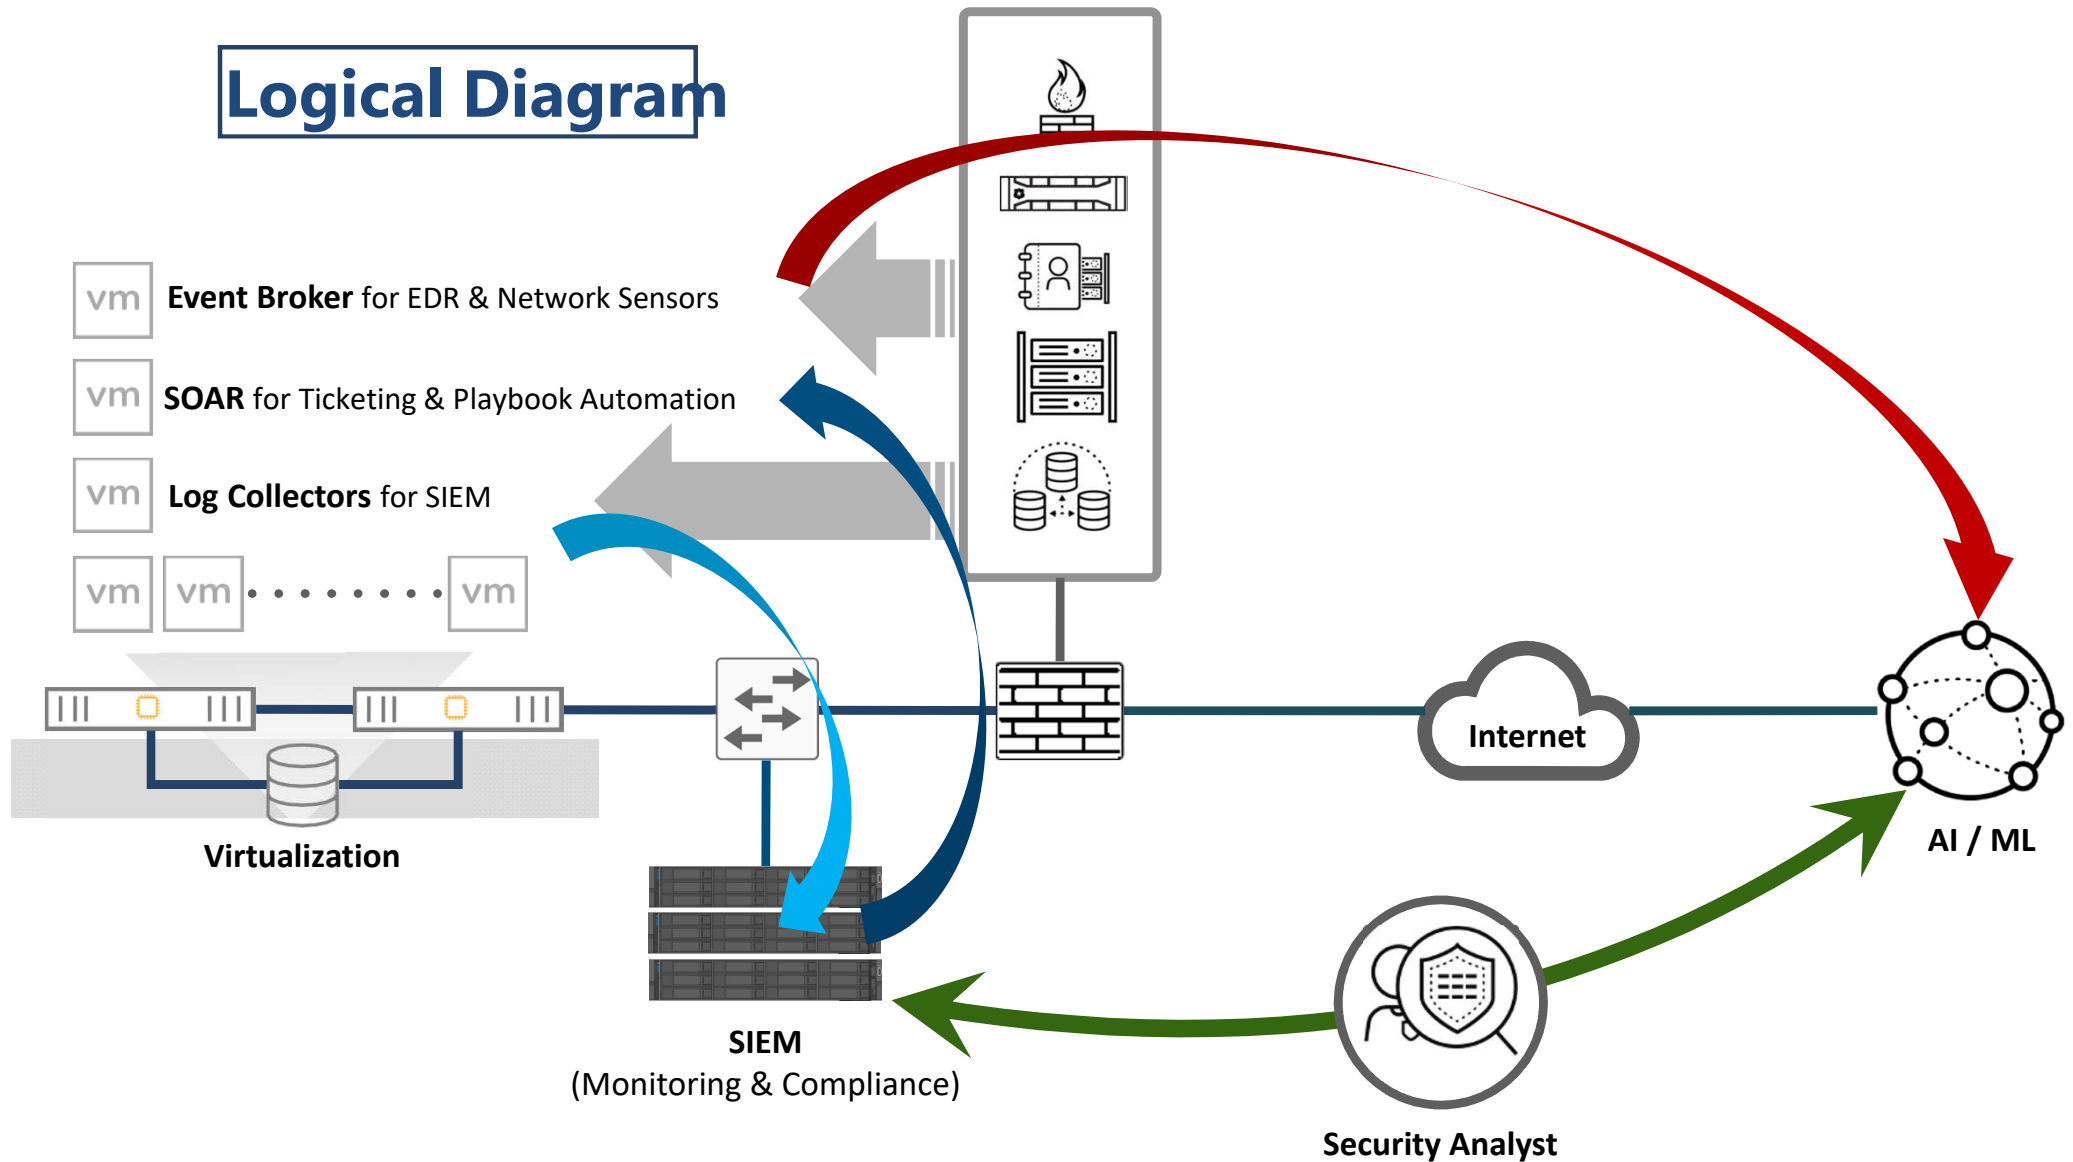 Logical Diagram
vm
Event Broker for EDR & Network Sensors
vm
SOAR for Ticketing & Playbook Automation
vm
Log Collectors for SIEM
vm vm vm
Virtualization
Internet
AI / ML
SIEM
(Monitoring & Compliance)
Security Analyst